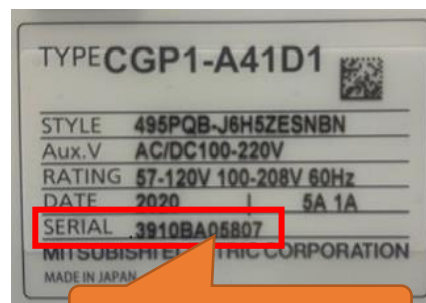 TYPE CGP1-A41D1
STYLE 495PQB-J6H5ZESNBN
Aux.V AC/DC100-220V
RATING 57-120V 100-208V 60Hz
DATE 2020 | 5A 1A
SERIAL .3910BA05807
MITSUBISHI ELECTRIC CORPORATION
MADE IN JAPAN